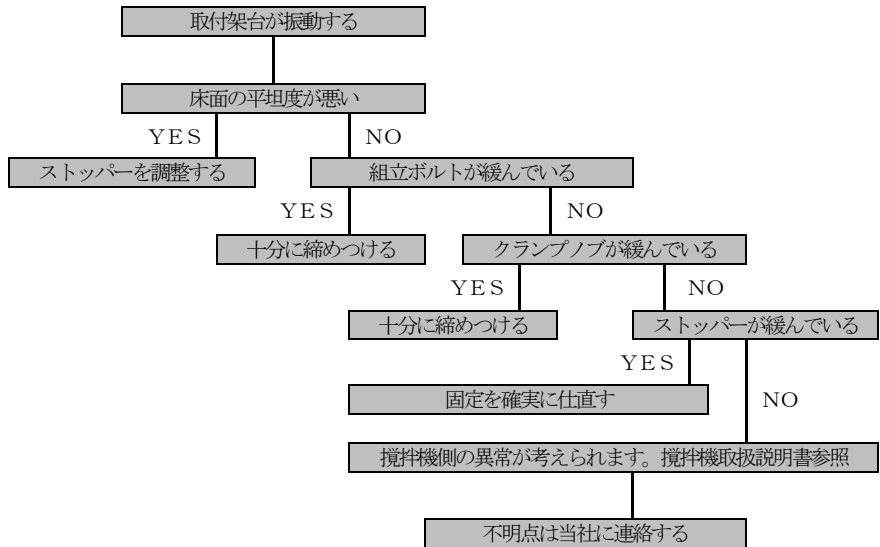 取付架台が振動する
床面の平坦度が悪い
YES NO
ストッパーを調整する 組立ボルトが緩んでいる
YES NO
十分に締めつける クランプノブが緩んでいる
YES NO
十分に締めつける ストッパーが緩んでいる
YES
固定を確実に仕直す NO
撹拌機側の異常が考えられます。撹拌機取扱説明書参照
不明点は当社に連絡する